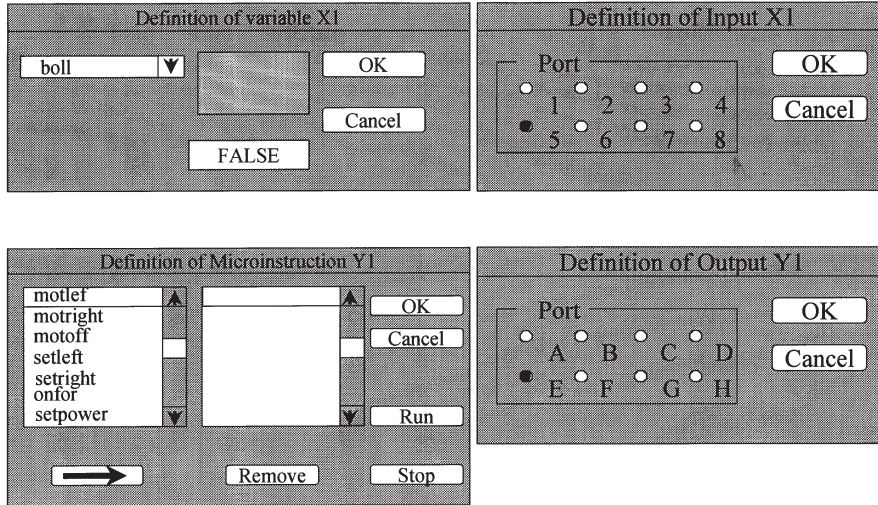 Definition of variable X1
boll
OK
Cancel
FALSE
Definition of Input X1
Port
OK
Cancel
1 2 3 4
5 6 7 8
Definition of Microinstruction Y1
motlef
motright
motoff
setleft
setright
onfor
setpower
OK
Cancel
Run
Remove
Stop
Definition of Output Y1
Port
OK
Cancel
A B C D
E F G H